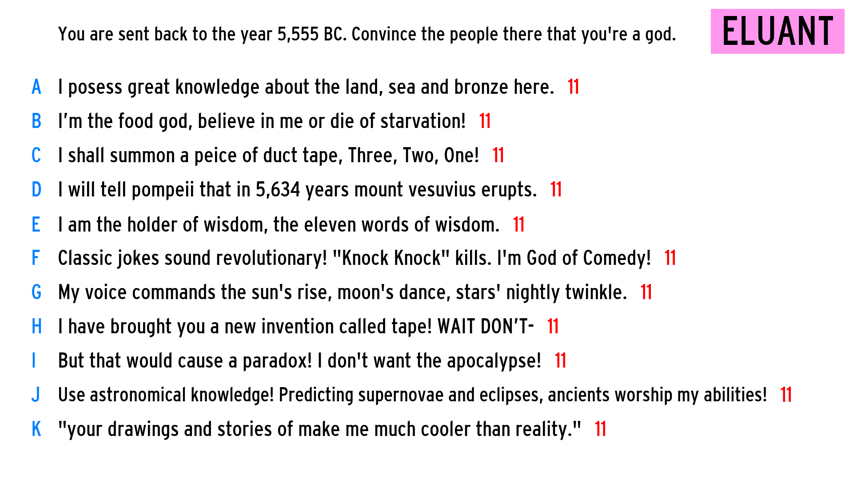 You are sent back to the year 5,555 BC. Convince the people there that you're a god.
ELUANT
A I posess great knowledge about the land, sea and bronze here. 11
B I’m the food god, believe in me or die of starvation! 11
C I shall summon a peice of duct tape, Three, Two, One! 11
D I will tell pompeii that in 5,634 years mount vesuvius erupts. 11
E I am the holder of wisdom, the eleven words of wisdom. 11
F Classic jokes sound revolutionary! "Knock Knock" kills. I'm God of Comedy! 11
G My voice commands the sun's rise, moon's dance, stars' nightly twinkle. 11
H I have brought you a new invention called tape! WAIT DON’T- 11
I But that would cause a paradox! I don't want the apocalypse! 11
J Use astronomical knowledge! Predicting supernovae and eclipses, ancients worship my abilities! 11
K "your drawings and stories of make me much cooler than reality." 11